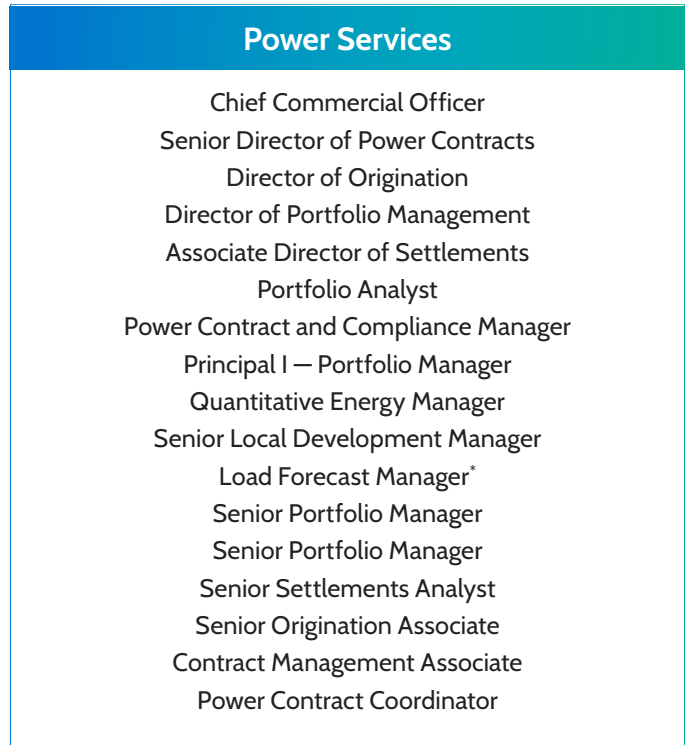 Power Services
Chief Commercial Officer
Senior Director of Power Contracts
Director of Origination
Director of Portfolio Management
Associate Director of Settlements
Portfolio Analyst
Power Contract and Compliance Manager
Principal I — Portfolio Manager
Quantitative Energy Manager
Senior Local Development Manager
Load Forecast Manager*
Senior Portfolio Manager
Senior Portfolio Manager
Senior Settlements Analyst
Senior Origination Associate
Contract Management Associate
Power Contract Coordinator